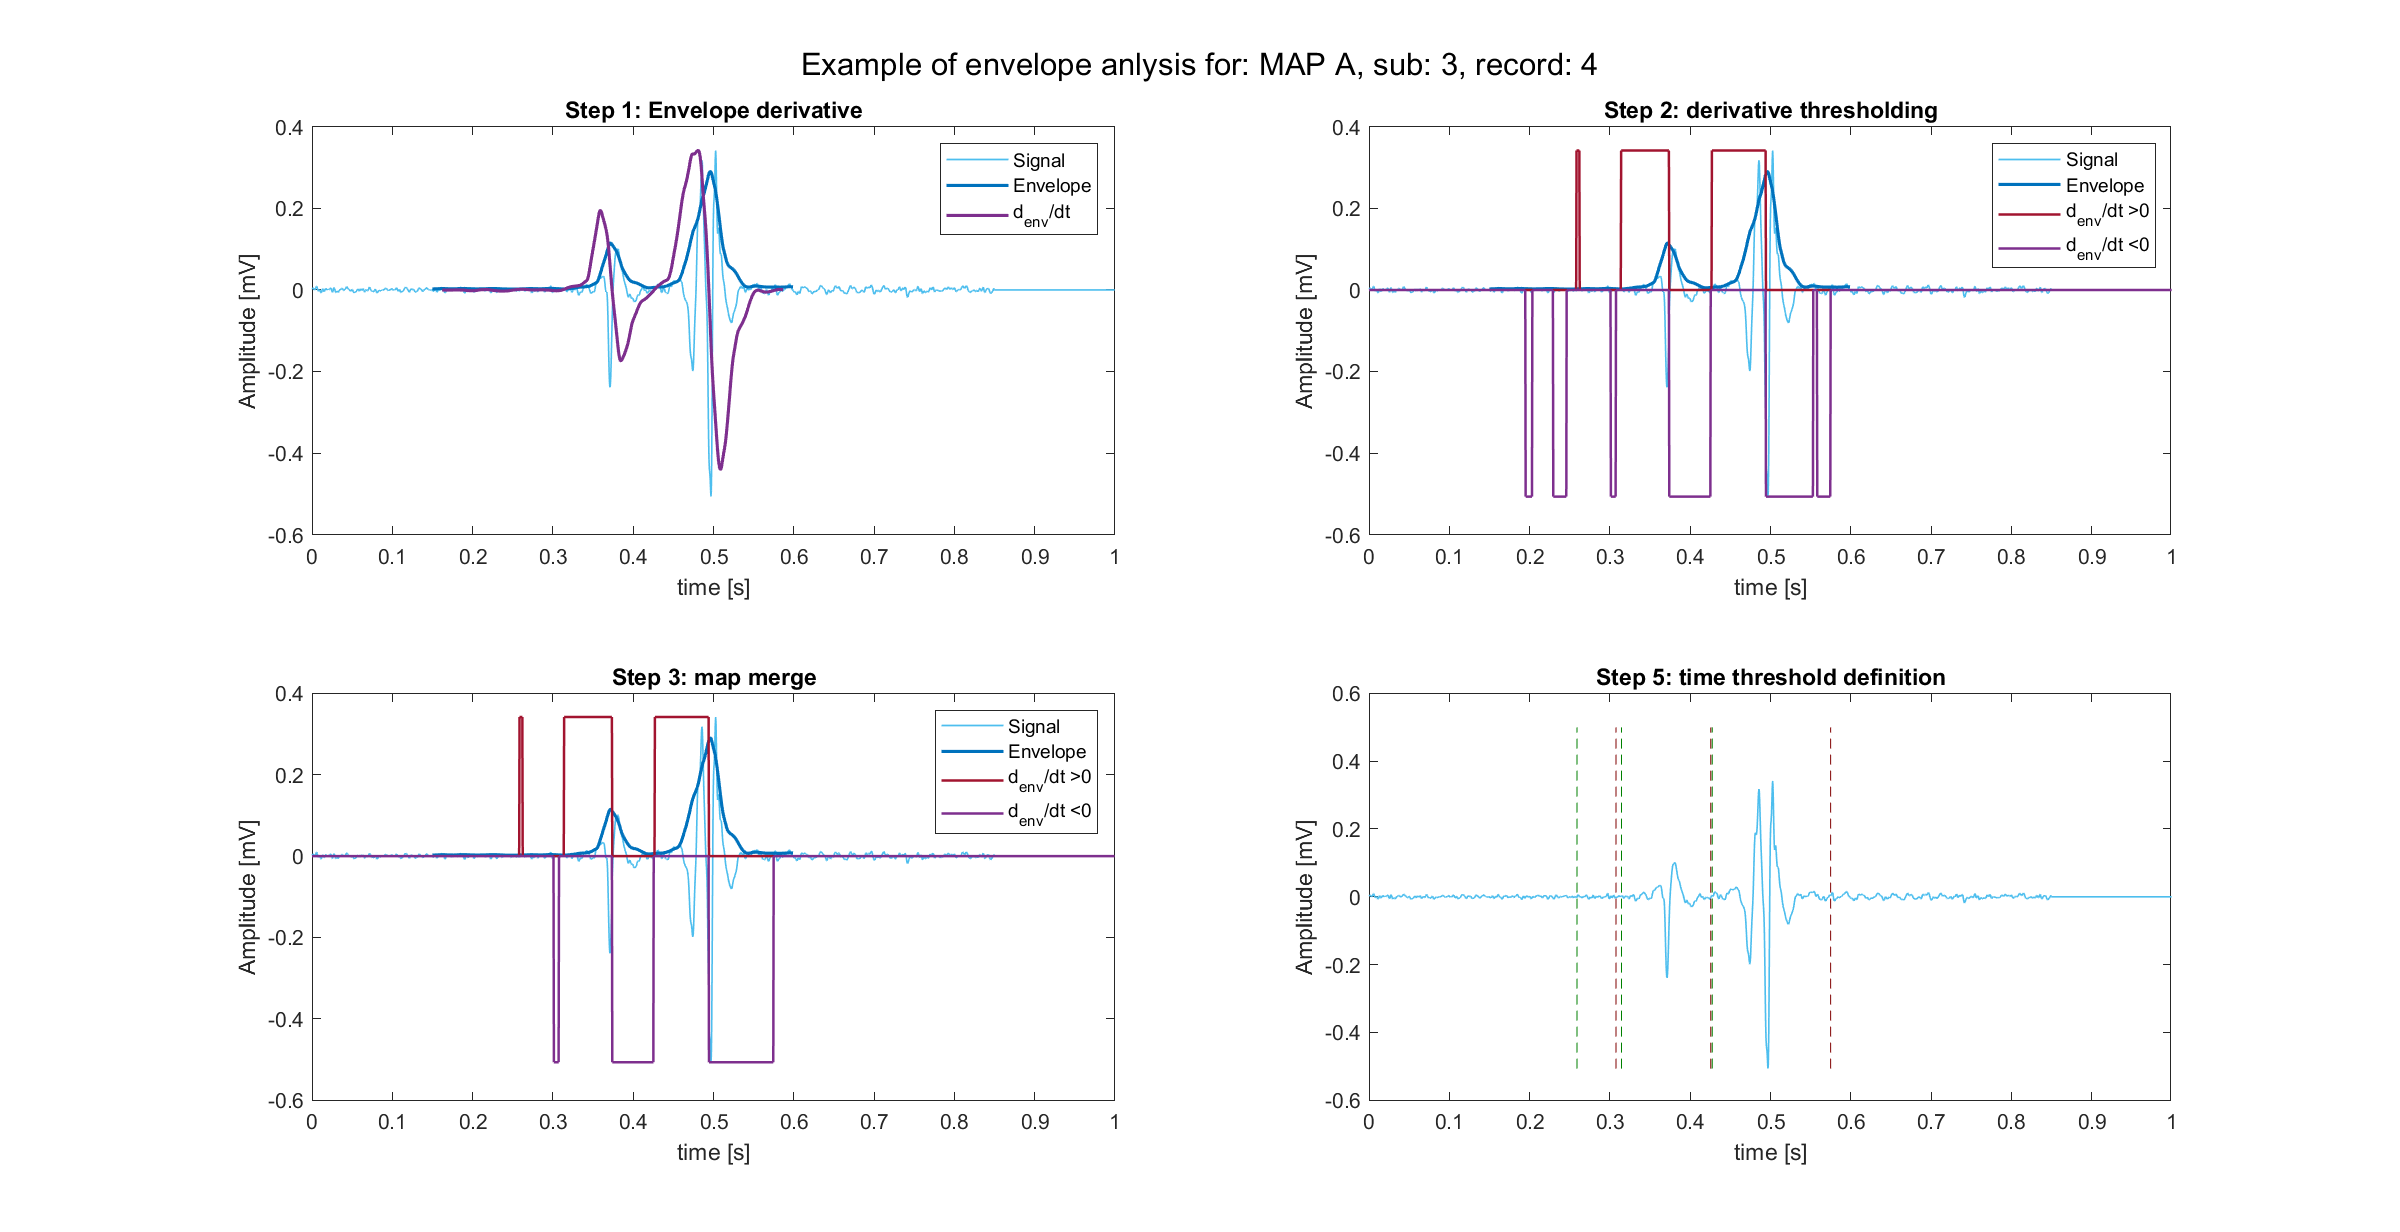 Example of envelope anlysis for: MAP A, sub: 3, record: 4
Step 1: Envelope derivative
0.4
0.2
0
-0.2
-0.4
-0.6
Amplitude [mV]
0 0.1 0.2 0.3 0.4 0.5 0.6 0.7 0.8 0.9 1
time [s]
Signal
Envelope
d_env/dt
Step 2: derivative thresholding
0.4
0.2
0
-0.2
-0.4
-0.6
Amplitude [mV]
0 0.1 0.2 0.3 0.4 0.5 0.6 0.7 0.8 0.9 1
time [s]
Signal
Envelope
d_env/dt >0
d_env/dt <0
Step 3: map merge
0.4
0.2
0
-0.2
-0.4
-0.6
Amplitude [mV]
0 0.1 0.2 0.3 0.4 0.5 0.6 0.7 0.8 0.9 1
time [s]
Signal
Envelope
d_env/dt >0
d_env/dt <0
Step 5: time threshold definition
0.6
0.4
0.2
0
-0.2
-0.4
-0.6
Amplitude [mV]
0 0.1 0.2 0.3 0.4 0.5 0.6 0.7 0.8 0.9 1
time [s]